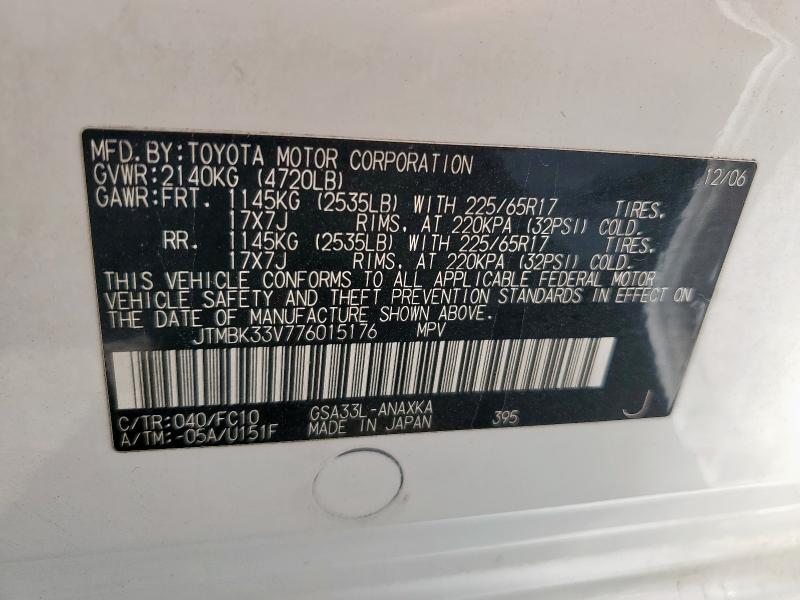 MFD. BY: TOYOTA MOTOR CORPORATION 12/06
GVWR: 2140KG (4720LB)
GAWR: FRT. 1145KG (2535LB) WITH 225/65R17 TIRES.
17X7J RIMS, AT 220KPA (32PSI) COLD.
RR. 1145KG (2535LB) WITH 225/65R17 TIRES.
17X7J RIMS, AT 220KPA (32PSI) COLD.
THIS VEHICLE CONFORMS TO ALL APPLICABLE FEDERAL MOTOR
VEHICLE SAFETY AND THEFT PREVENTION STANDARDS IN EFFECT ON
THE DATE OF MANUFACTURE SHOWN ABOVE.
JTMBK33V776015176 MPV
C/TR: 040/FC10 GSA33L-ANAXKA 395 J
A/TM: -05A/U151F MADE IN JAPAN